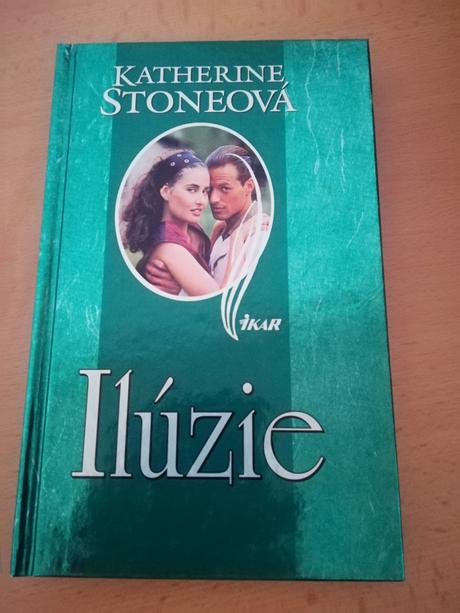 KATHERINE
STONEOVÁ
IKAR
Ilúzie